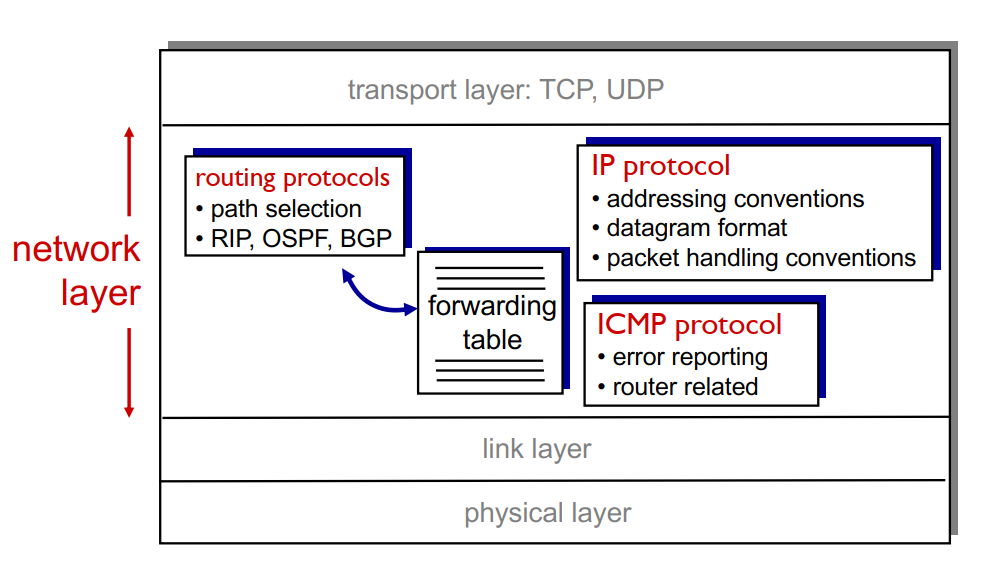 transport layer: TCP, UDP
network
layer
routing protocols
• path selection
• RIP, OSPF, BGP
forwarding
table
IP protocol
• addressing conventions
• datagram format
• packet handling conventions
ICMP protocol
• error reporting
• router related
link layer
physical layer